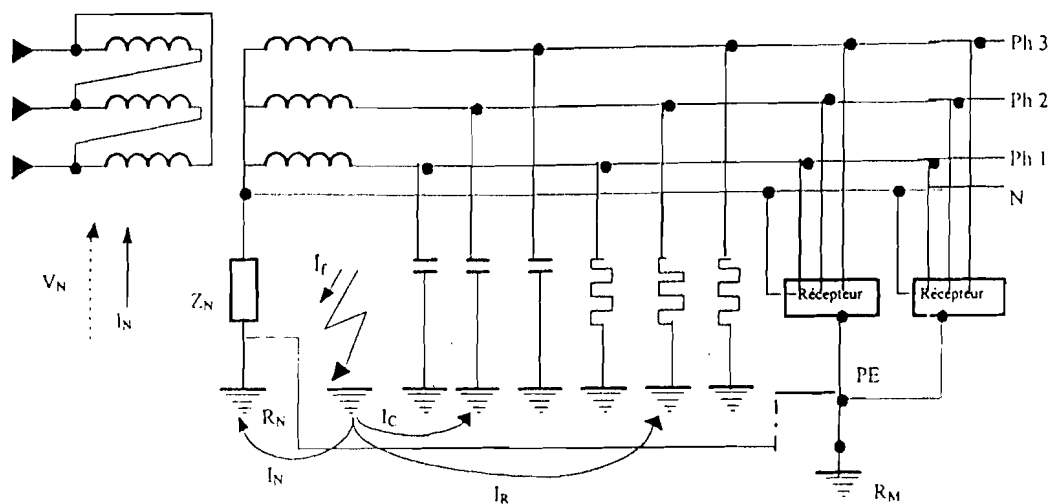 Ph 3
Ph 2
Ph 1
N
V_N
I_N
Z_N
I_f
Récepteur
Récepteur
PE
R_N
I_C
I_N
I_R
R_M